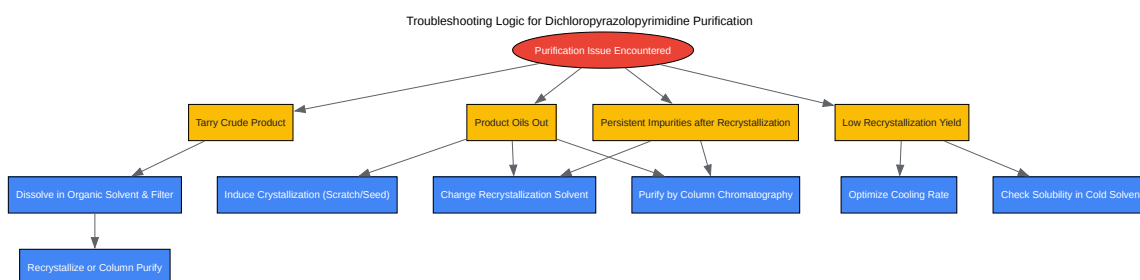 Troubleshooting Logic for Dichloropyrazolopyrimidine Purification
Purification Issue Encountered
Tarry Crude Product
Product Oils Out
Persistent Impurities after Recrystallization
Low Recrystallization Yield
Dissolve in Organic Solvent & Filter
Induce Crystallization (Scratch/Seed)
Change Recrystallization Solvent
Purify by Column Chromatography
Optimize Cooling Rate
Check Solubility in Cold Solvent
Recrystallize or Column Purify